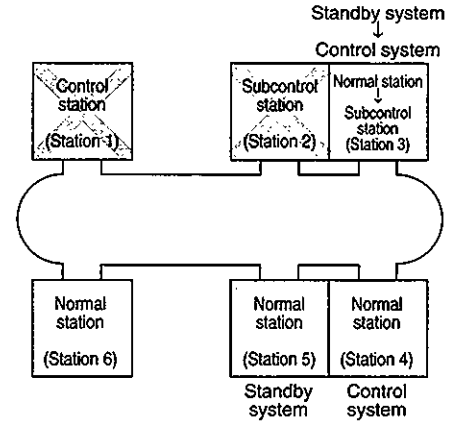 Standby system
↓
Control system
Control
station
(Station 1)
Subcontrol
station
(Station 2)
Normal station
↓
Subcontrol
station
(Station 3)
Normal
station
(Station 6)
Normal
station
(Station 5)
Normal
station
(Station 4)
Standby
system
Control
system